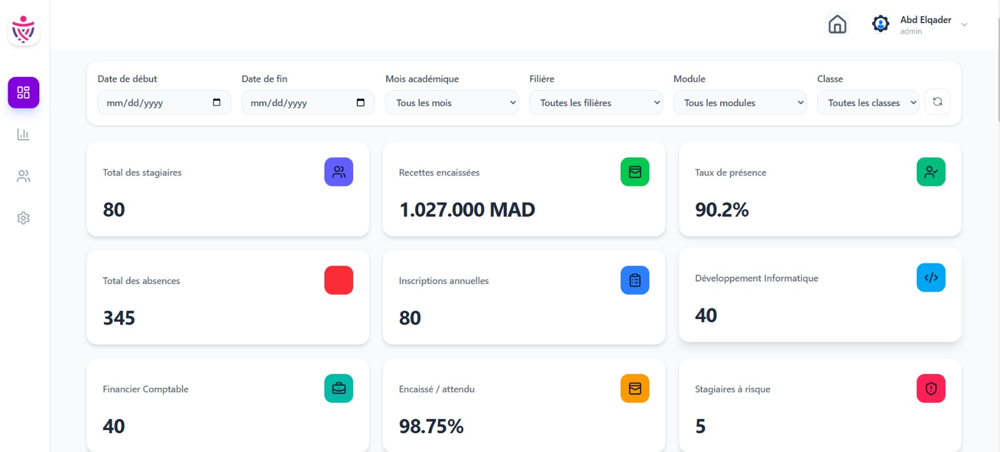 Abd Elqader
admin
Date de début
Date de fin
Mois académique
Filière
Module
Classe
mm/dd/yyyy
mm/dd/yyyy
Tous les mois
Toutes les filières
Tous les modules
Toutes les classes
Total des stagiaires
80
Recettes encaissées
1.027.000 MAD
Taux de présence
90.2%
Total des absences
345
Inscriptions annuelles
80
Développement Informatique
40
Financier Comptable
40
Encaissé / attendu
98.75%
Stagiaires à risque
5